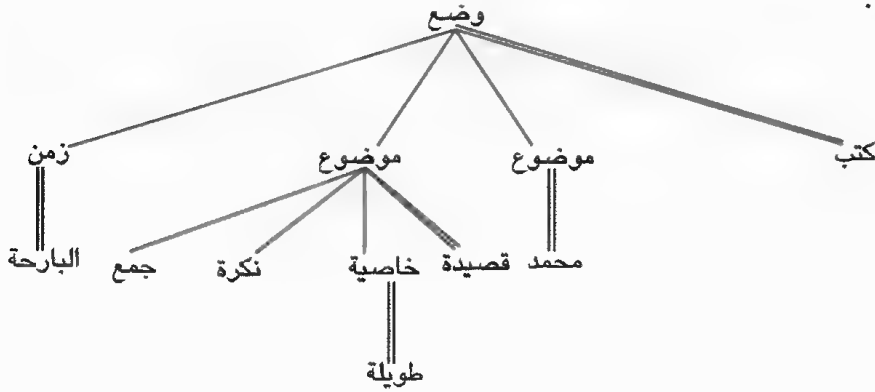 وضع
كتب موضوع موضوع زمن
محمد قصيدة خاصية نكرة جمع البارحة
طويلة